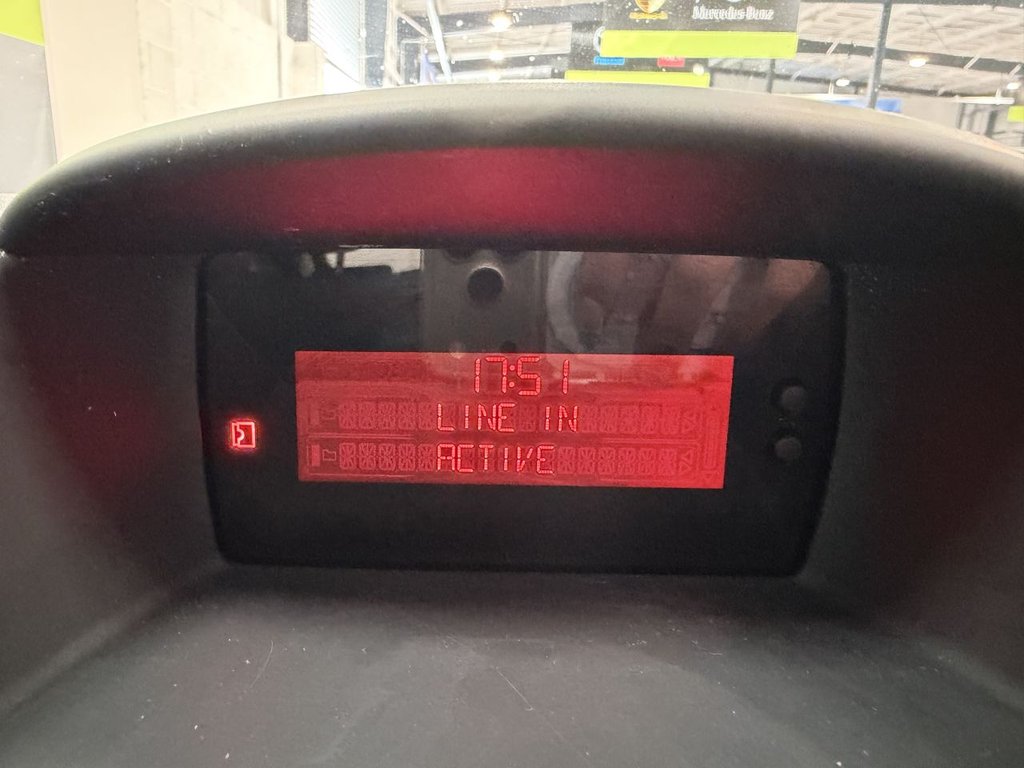 Mercedes-Benz
17:51
LINE IN
ACTIVE